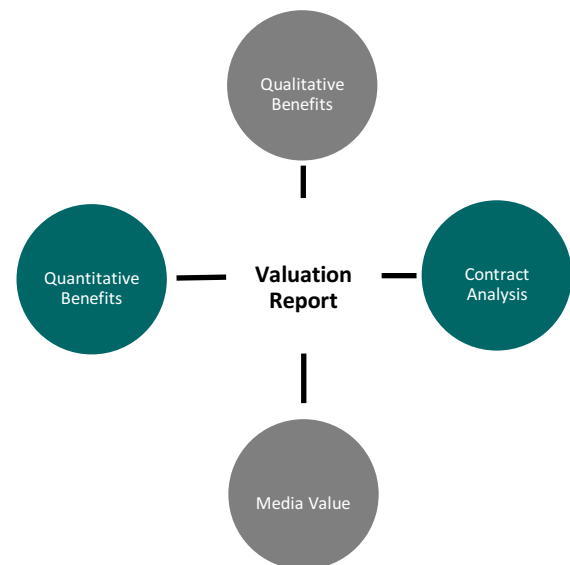 Qualitative
Benefits
Quantitative
Benefits
Valuation
Report
Contract
Analysis
Media Value